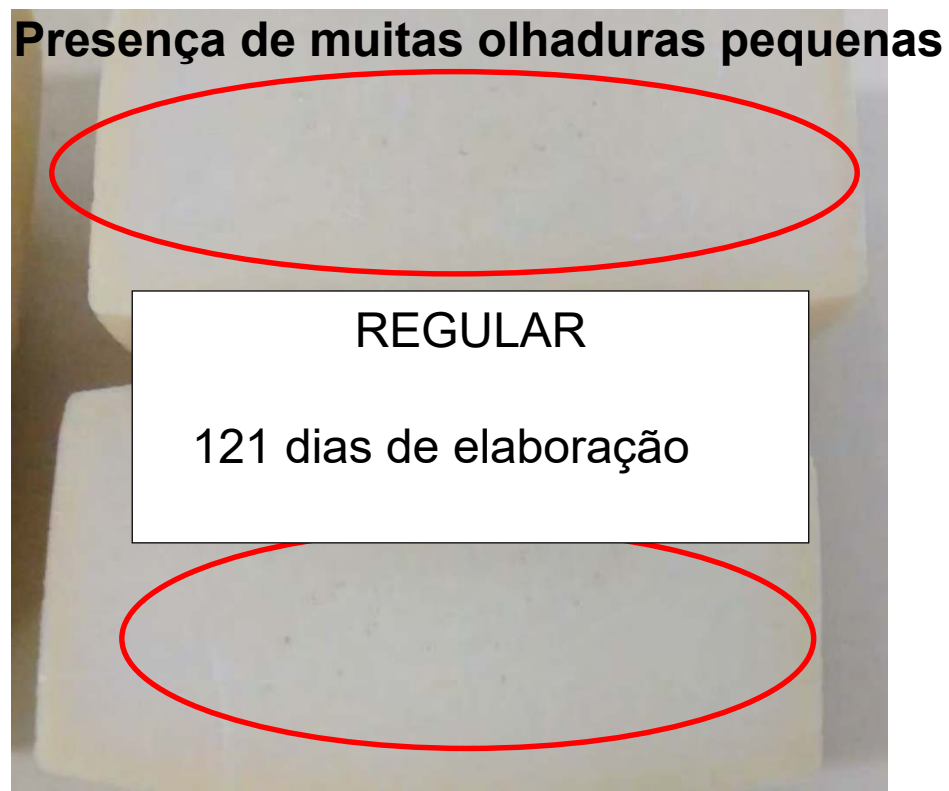 Presença de muitas olhaduras pequenas
REGULAR
121 dias de elaboração